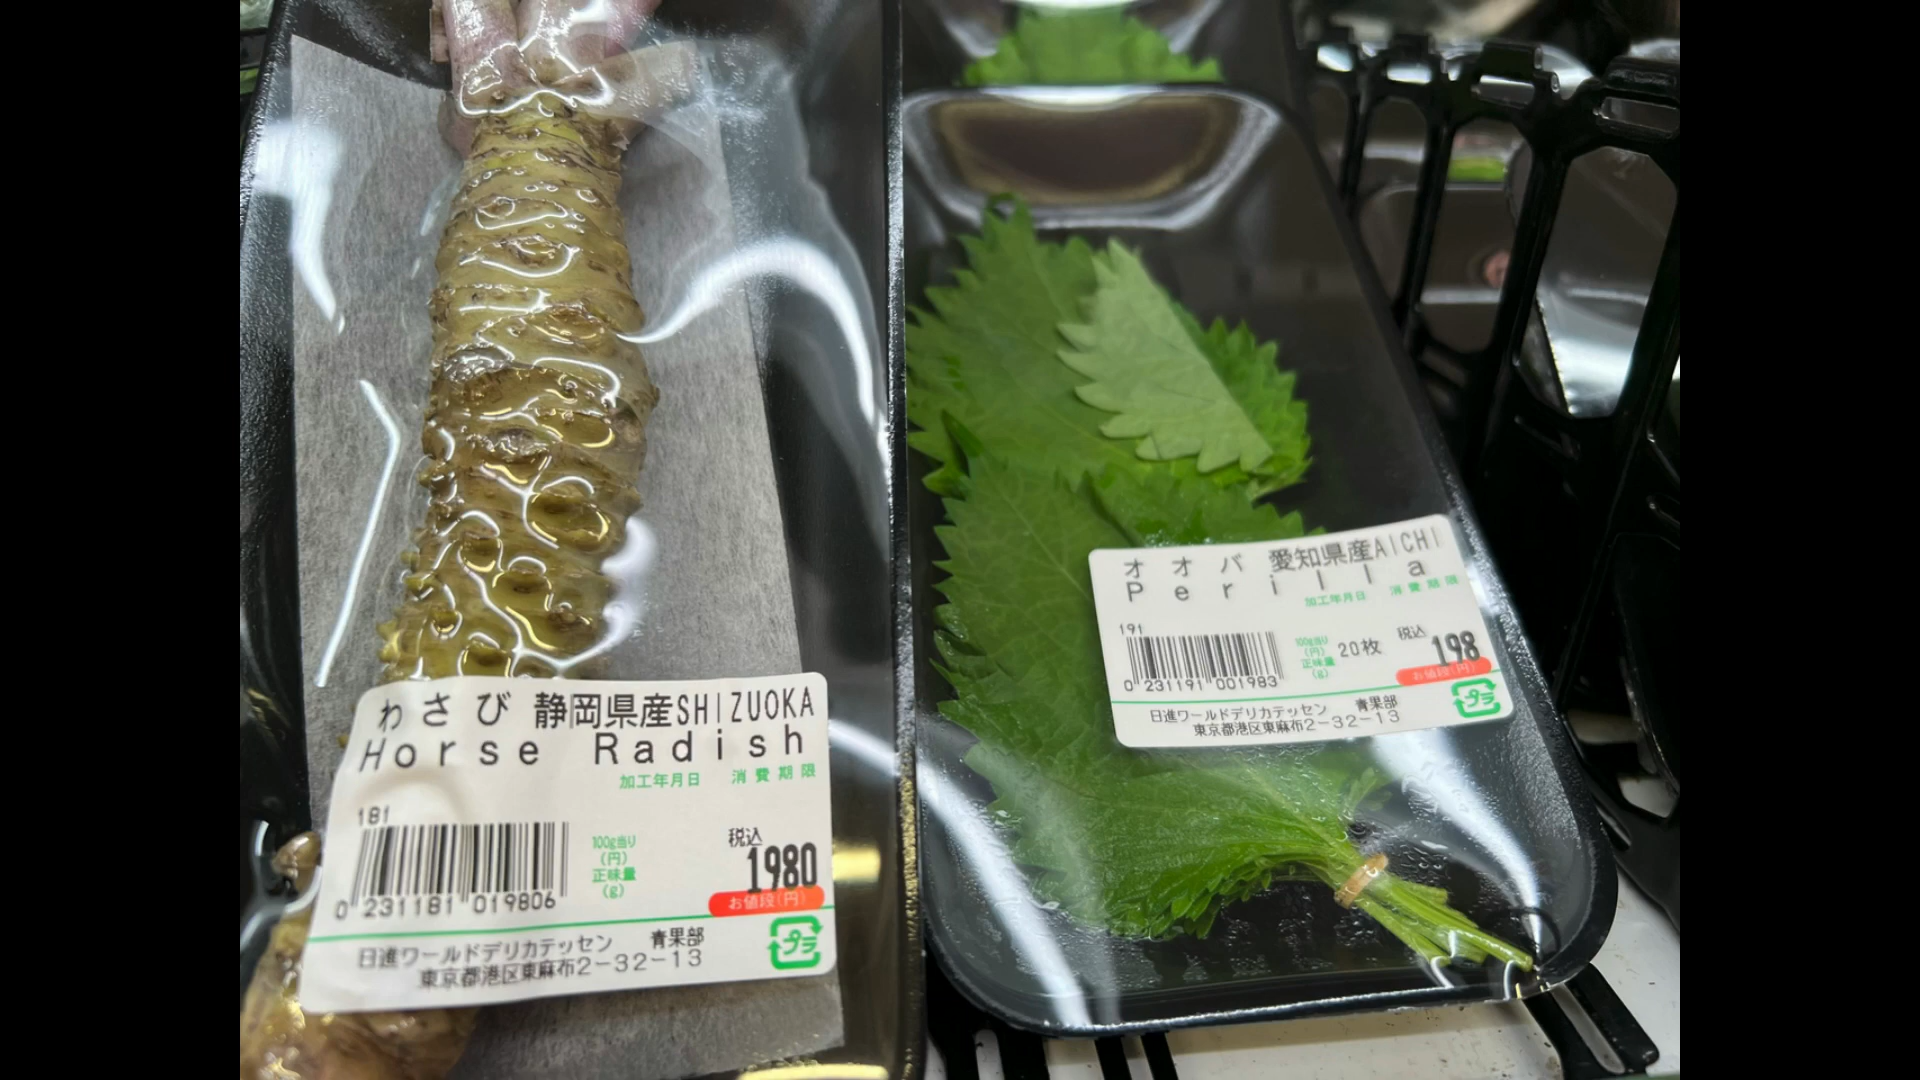 わさび 静岡県産SHIZUOKA
Horse Radish
加工年月日 消費期限
181
100g当り
(円)
正味量
(g)
税込
1980
お値段(円)
0 231181 019806
プラ
日進ワールドデリカテッセン 青果部
東京都港区東麻布2-32-13
オオバ 愛知県産AICHI
Perilla
加工年月日 消費期限
191
100g当り
(円)
正味量
(g)
20枚
税込
198
お値段(円)
0 231191 001983
プラ
日進ワールドデリカテッセン 青果部
東京都港区東麻布2-32-13